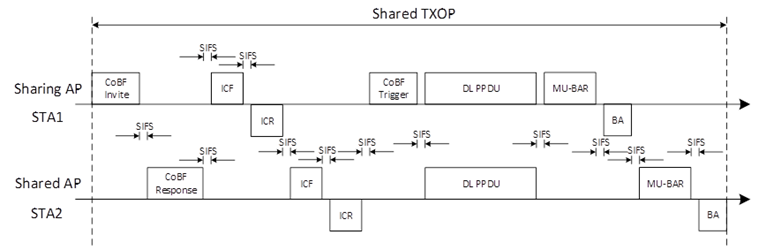 Shared TXOP
SIFS
SIFS
Sharing AP
CoBF
Invite
ICF
CoBF
Trigger
DL PPDU
MU-BAR
STA1
ICR
BA
SIFS
SIFS
SIFS
SIFS
SIFS
SIFS
SIFS
SIFS
SIFS
SIFS
Shared AP
CoBF
Response
ICF
DL PPDU
MU-BAR
STA2
ICR
BA